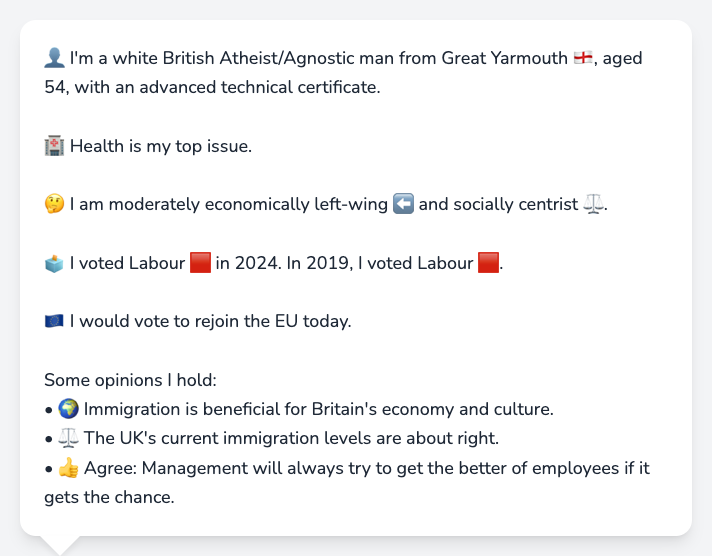 👤 I'm a white British Atheist/Agnostic man from Great Yarmouth 🏴󠁧󠁢󠁥󠁮󠁧󠁿, aged
54, with an advanced technical certificate.
🏥 Health is my top issue.
🤔 I am moderately economically left-wing ⬅️ and socially centrist ⚖️.
🗳️ I voted Labour 🟥 in 2024. In 2019, I voted Labour 🟥.
🇪🇺 I would vote to rejoin the EU today.
Some opinions I hold:
• 🌍 Immigration is beneficial for Britain's economy and culture.
• ⚖️ The UK's current immigration levels are about right.
• 👍 Agree: Management will always try to get the better of employees if it
gets the chance.